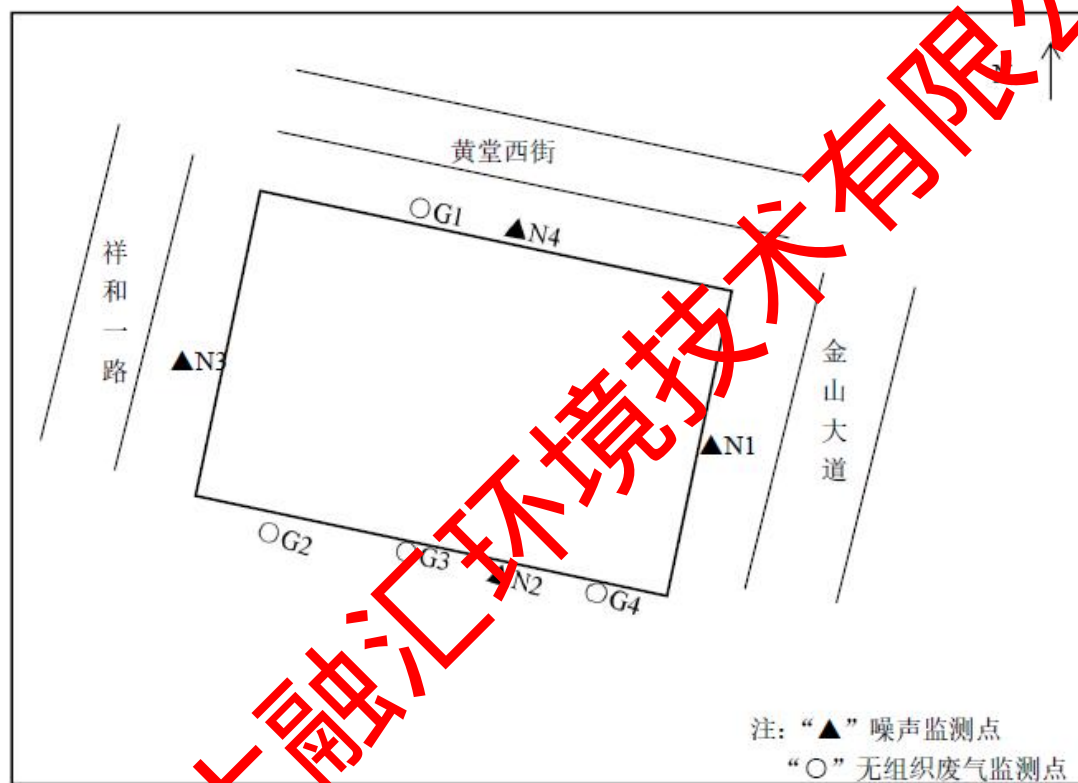 N
黄堂西街
G1
N4
祥和一路
N3
金山大道
N1
G2
G3
N2
G4
注：“▲”噪声监测点
“○”无组织废气监测点
融汇环境技术有限公